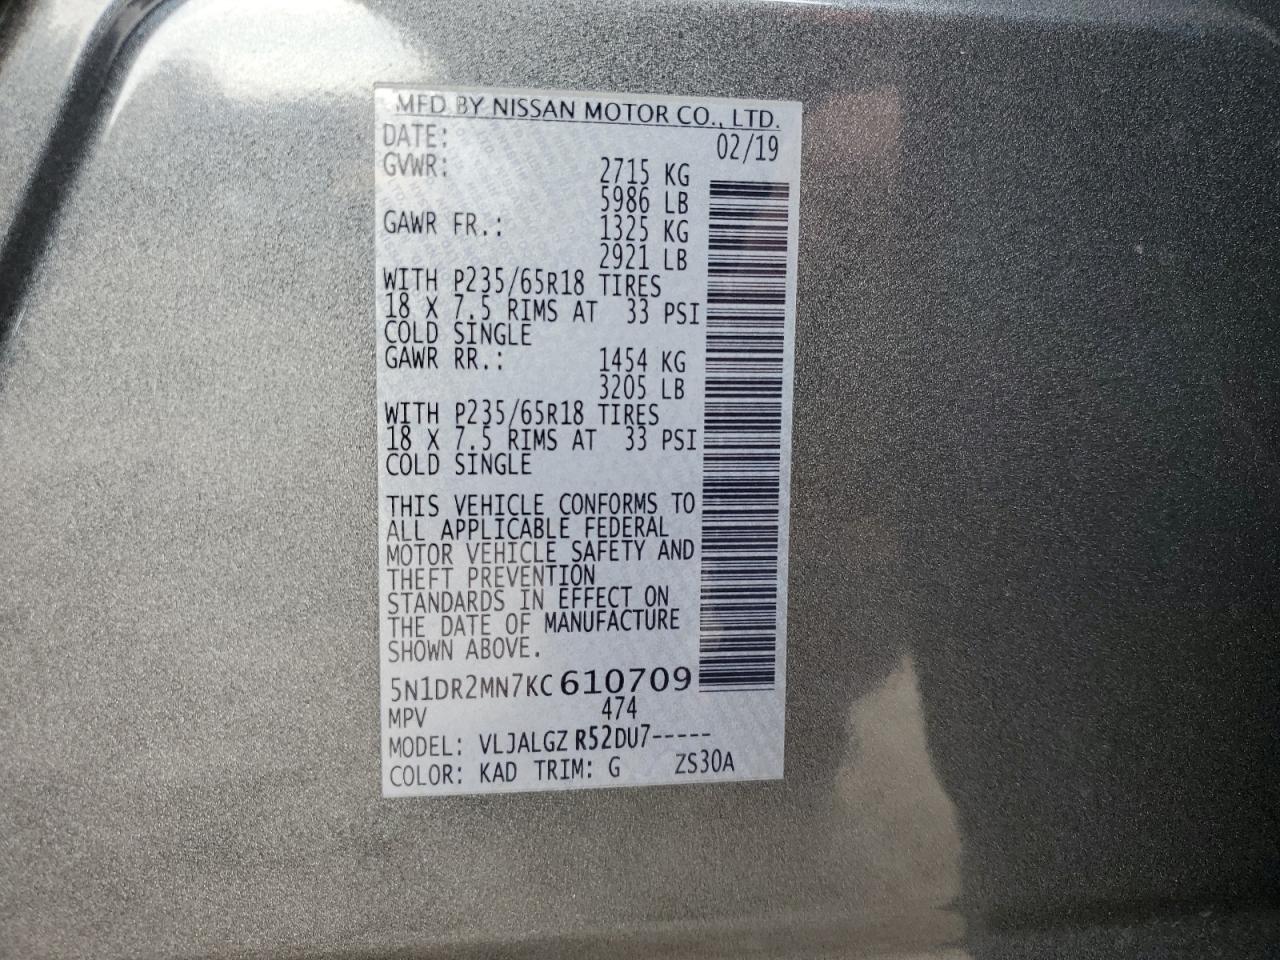 MFD BY NISSAN MOTOR CO., LTD.
DATE: 02/19
GVWR: 2715 KG
5986 LB
GAWR FR.: 1325 KG
2921 LB
WITH P235/65R18 TIRES
18 X 7.5 RIMS AT 33 PSI
COLD SINGLE
GAWR RR.: 1454 KG
3205 LB
WITH P235/65R18 TIRES
18 X 7.5 RIMS AT 33 PSI
COLD SINGLE
THIS VEHICLE CONFORMS TO
ALL APPLICABLE FEDERAL
MOTOR VEHICLE SAFETY AND
THEFT PREVENTION
STANDARDS IN EFFECT ON
THE DATE OF MANUFACTURE
SHOWN ABOVE.
5N1DR2MN7KC610709
MPV 474
MODEL: VLJALGZ R52DU7-----
COLOR: KAD TRIM: G ZS30A